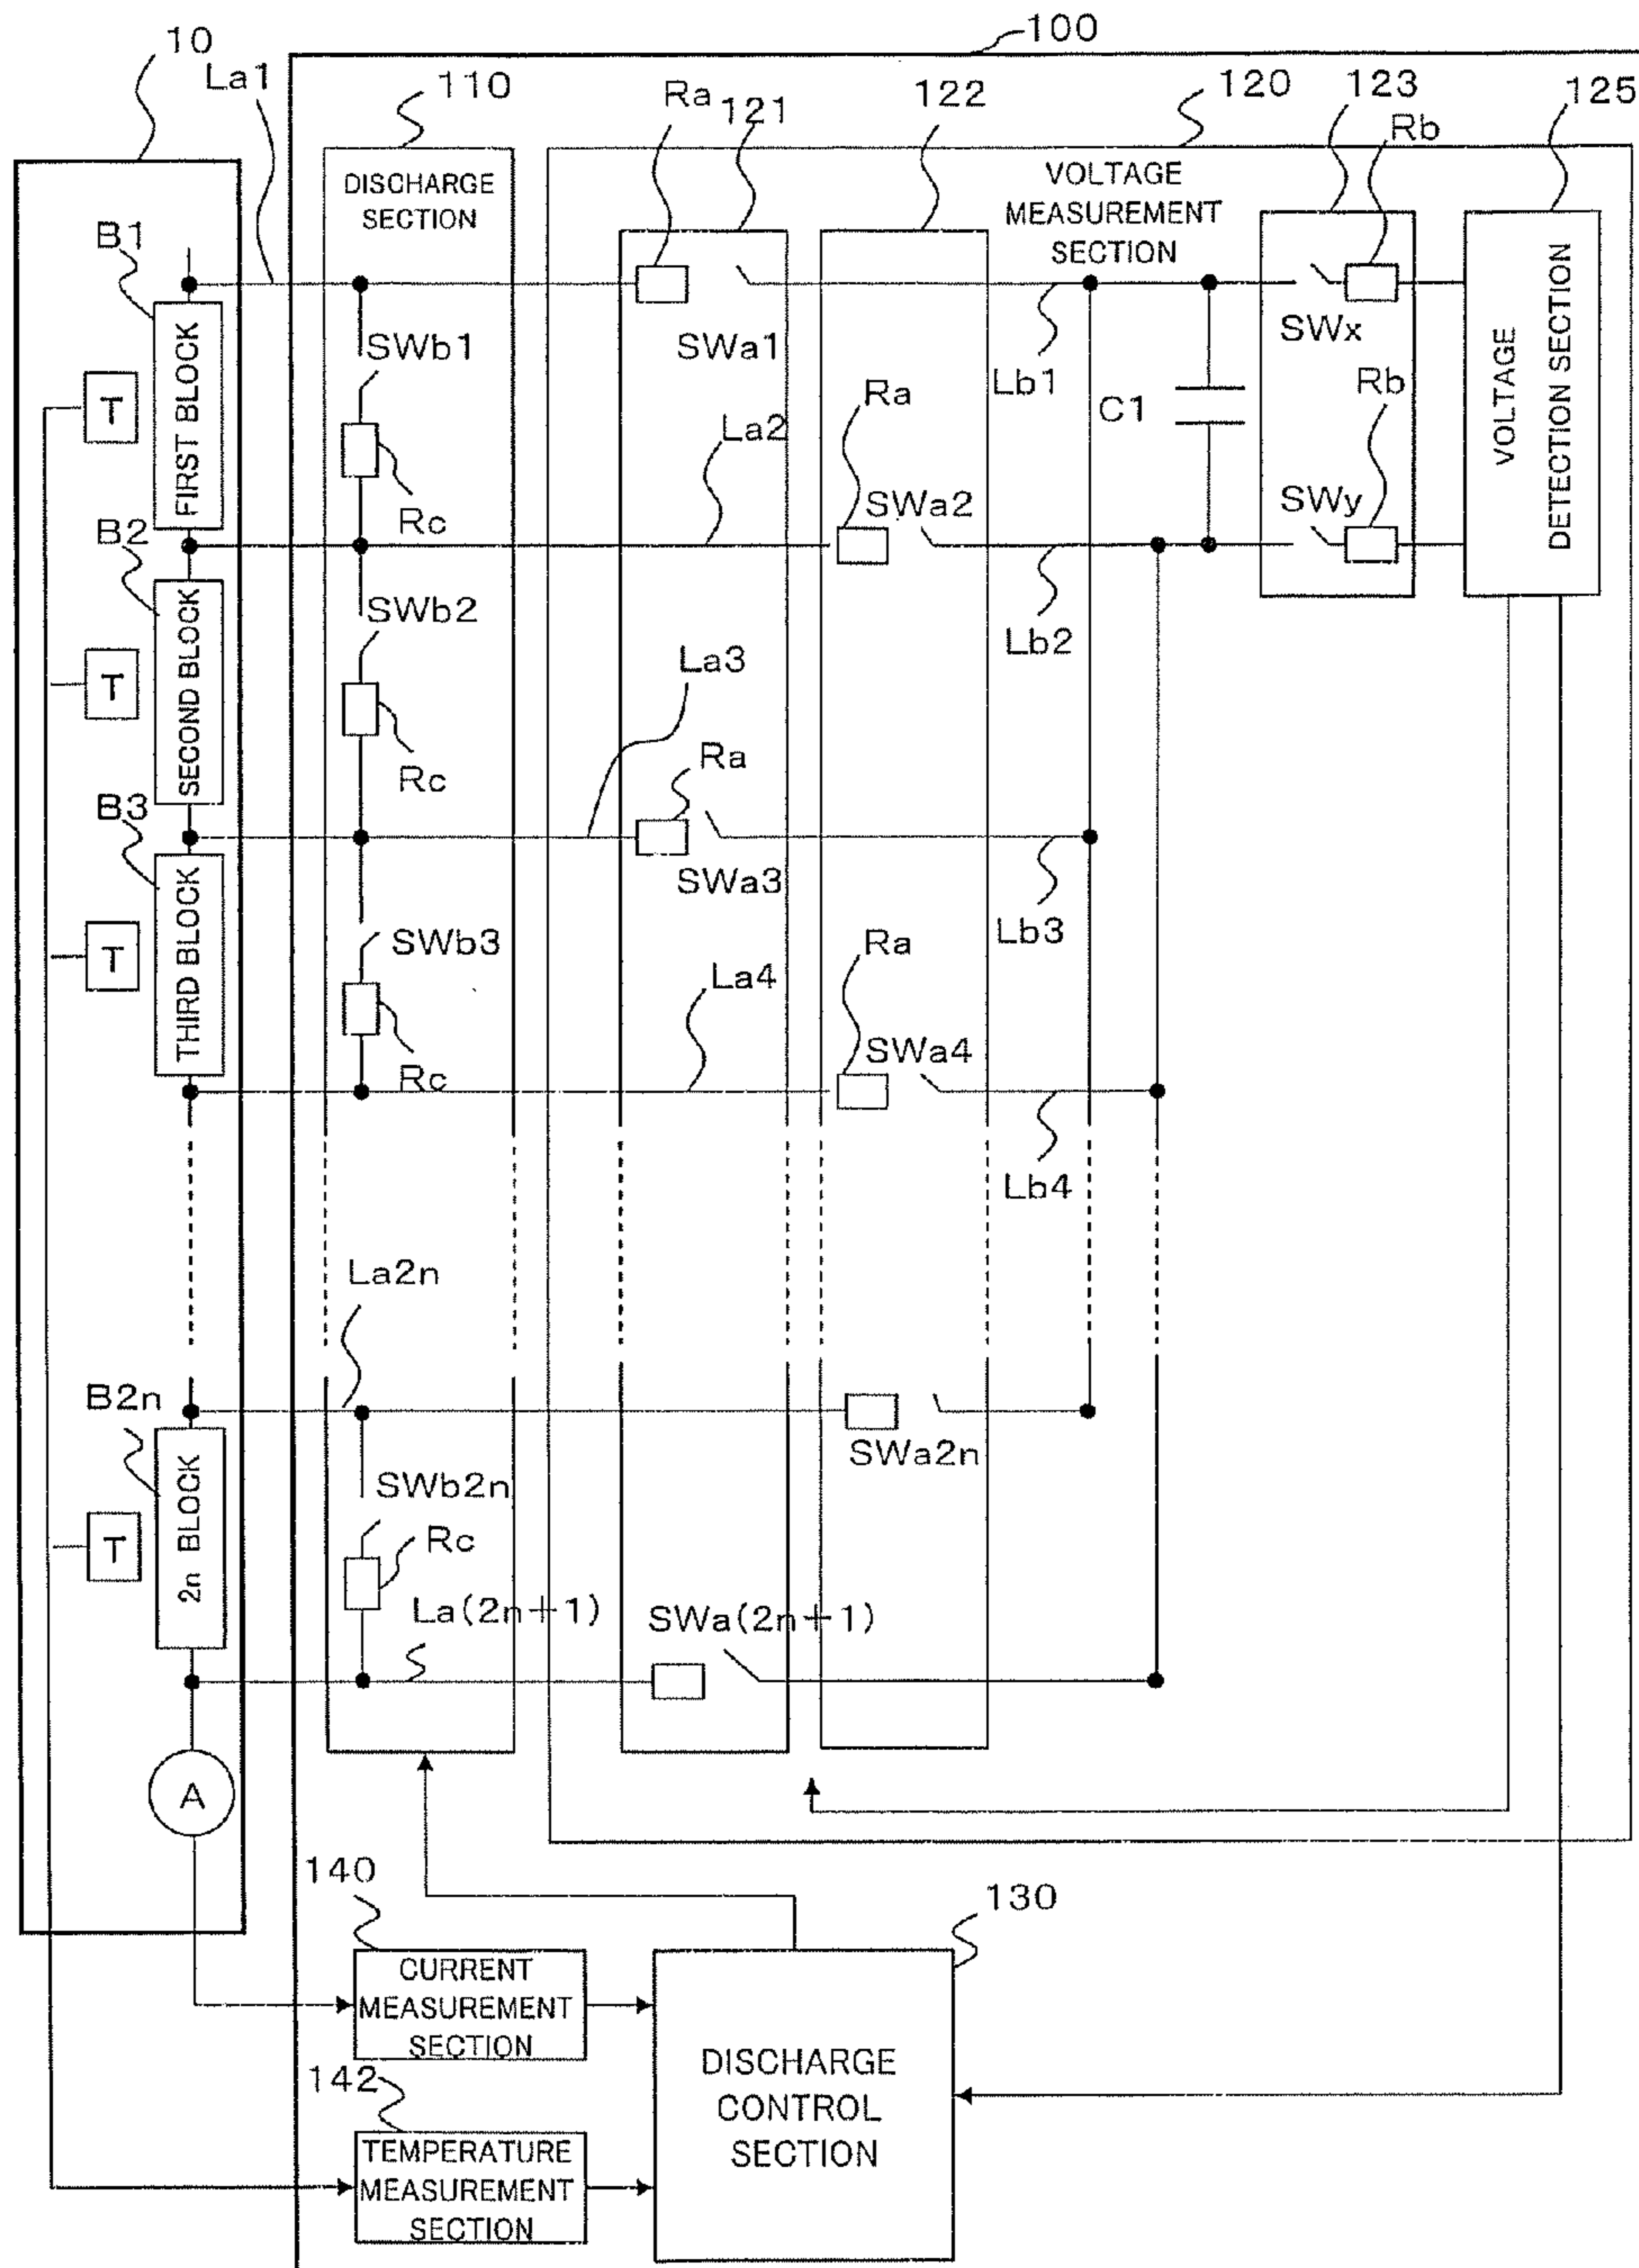 100
10
La1
110
Ra
121
122
120
123
125
Rb
DISCHARGE
SECTION
VOLTAGE
MEASUREMENT
SECTION
B1
FIRST BLOCK
T
SWb1
Rc
SWa1
Lb1
C1
SWx
Rb
VOLTAGE
DETECTION SECTION
La2
Ra
SWa2
SWy
B2
SECOND BLOCK
T
SWb2
Rc
Lb2
La3
Ra
SWa3
Lb3
B3
THIRD BLOCK
T
SWb3
Rc
La4
Ra
SWa4
Lb4
La2n
B2n
2n BLOCK
T
SWb2n
Rc
SWa2n
La(2n+1)
SWa(2n+1)
A
140
CURRENT
MEASUREMENT
SECTION
130
DISCHARGE
CONTROL
SECTION
142
TEMPERATURE
MEASUREMENT
SECTION